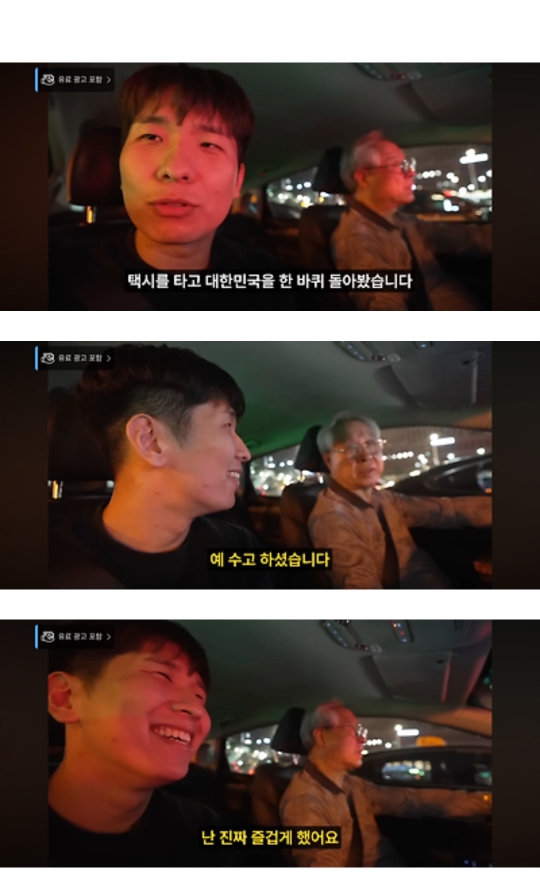 유료 광고 포함 >
택시를 타고 대한민국을 한 바퀴 돌아봤습니다
유료 광고 포함 >
예 수고 하셨습니다
유료 광고 포함 >
난 진짜 즐겁게 했어요